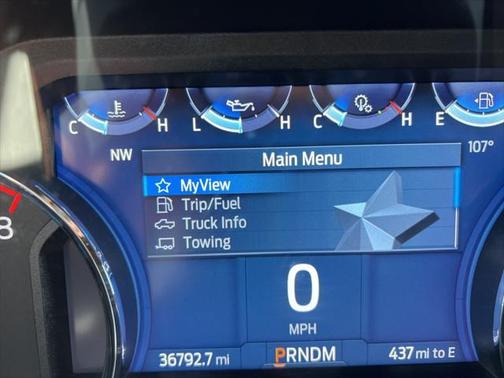 C H L H C H E
NW
107°
Main Menu
MyView
Trip/Fuel
Truck Info
Towing
8
0
MPH
36792.7 mi
PRNDM
437 mi to E